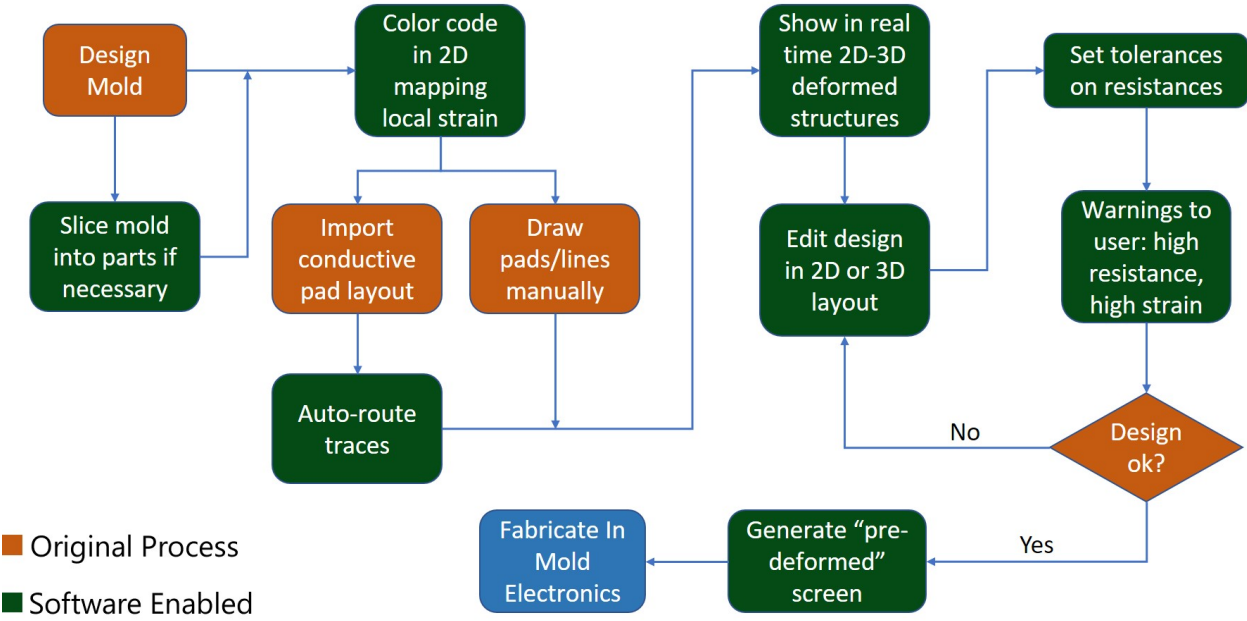 Design
Mold
Color code
in 2D
mapping
local strain
Show in real
time 2D-3D
deformed
structures
Set tolerances
on resistances
Slice mold
into parts if
necessary
Import
conductive
pad layout
Draw
pads/lines
manually
Edit design
in 2D or 3D
layout
Warnings to
user: high
resistance,
high strain
Auto-route
traces
No
Design
ok?
Fabricate In
Mold
Electronics
Generate “pre-
deformed”
screen
Yes
Original Process
Software Enabled